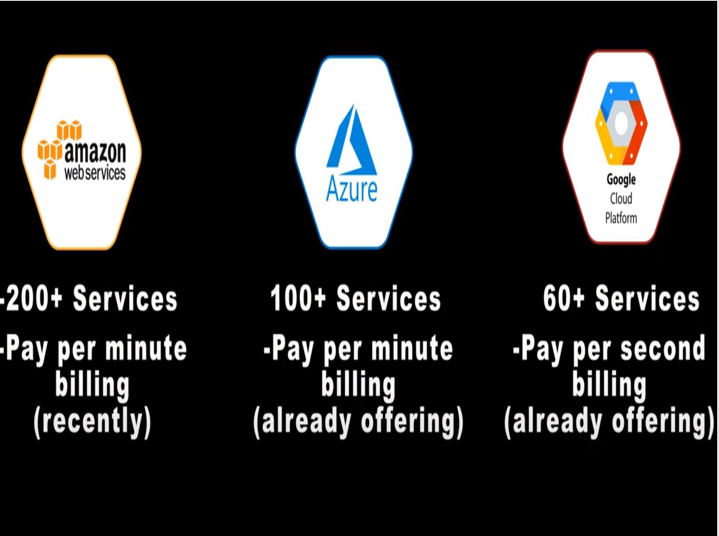 amazon
webservices
Azure
Google
Cloud
Platform
-200+ Services
-Pay per minute
billing
(recently)
100+ Services
-Pay per minute
billing
(already offering)
60+ Services
-Pay per second
billing
(already offering)